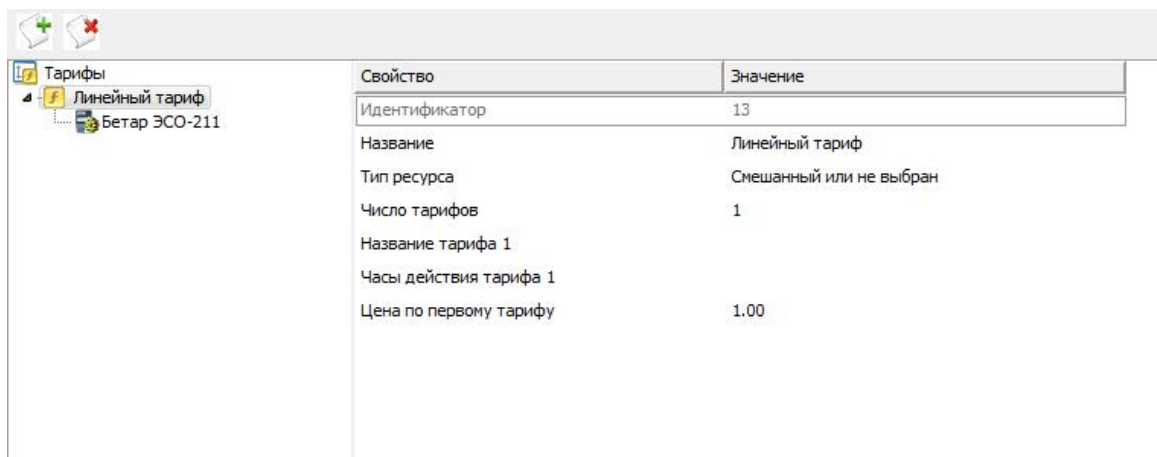 Тарифы
Линейный тариф
Бетар ЭСО-211
Свойство Значение
Идентификатор 13
Название Линейный тариф
Тип ресурса Смешанный или не выбран
Число тарифов 1
Название тарифа 1
Часы действия тарифа 1
Цена по первому тарифу 1.00